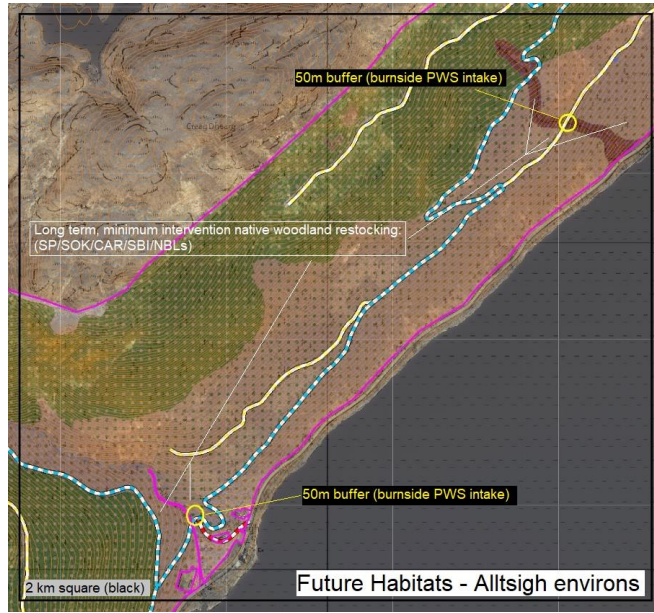 50m buffer (burnside PWS intake)
Long term, minimum intervention native woodland restocking:
(SP/SOK/CAR/SBI/NBLs)
50m buffer (burnside PWS intake)
2 km square (black)
Future Habitats - Alltsigh environs